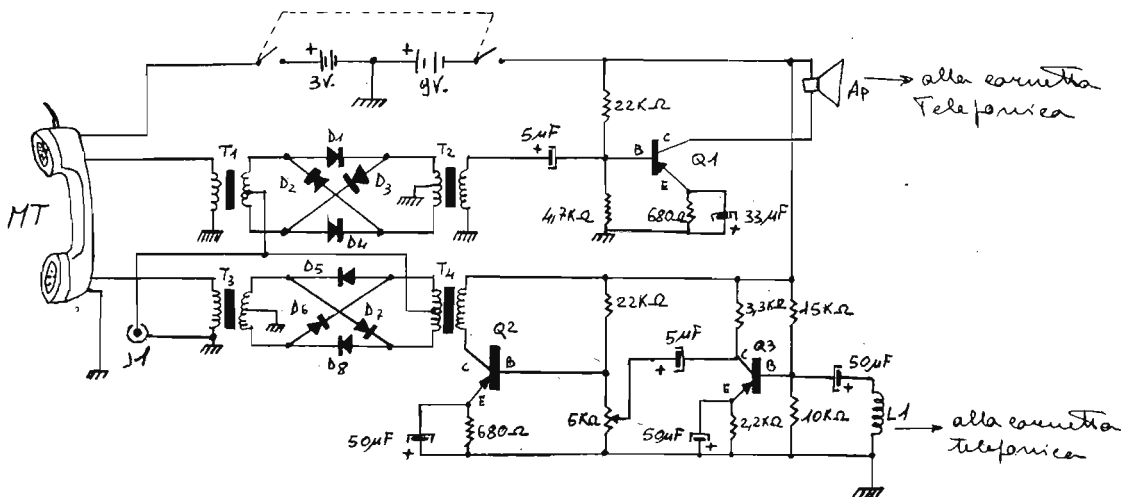 +
3V.
+
9V.
AP
alla cornetta
Telefonica
22KΩ
5µF
+
B
C
Q1
E
T1
D1
D2
D3
D4
T2
4,7KΩ
680Ω
33µF
+
MT
T3
D5
D6
D7
D8
T4
J1
22KΩ
3,3KΩ
15KΩ
5µF
+
Q2
C
B
E
C
Q3
B
E
50µF
+
L1
50µF
+
680Ω
5KΩ
50µF
+
2,2KΩ
10KΩ
alla cornetta
telefonica